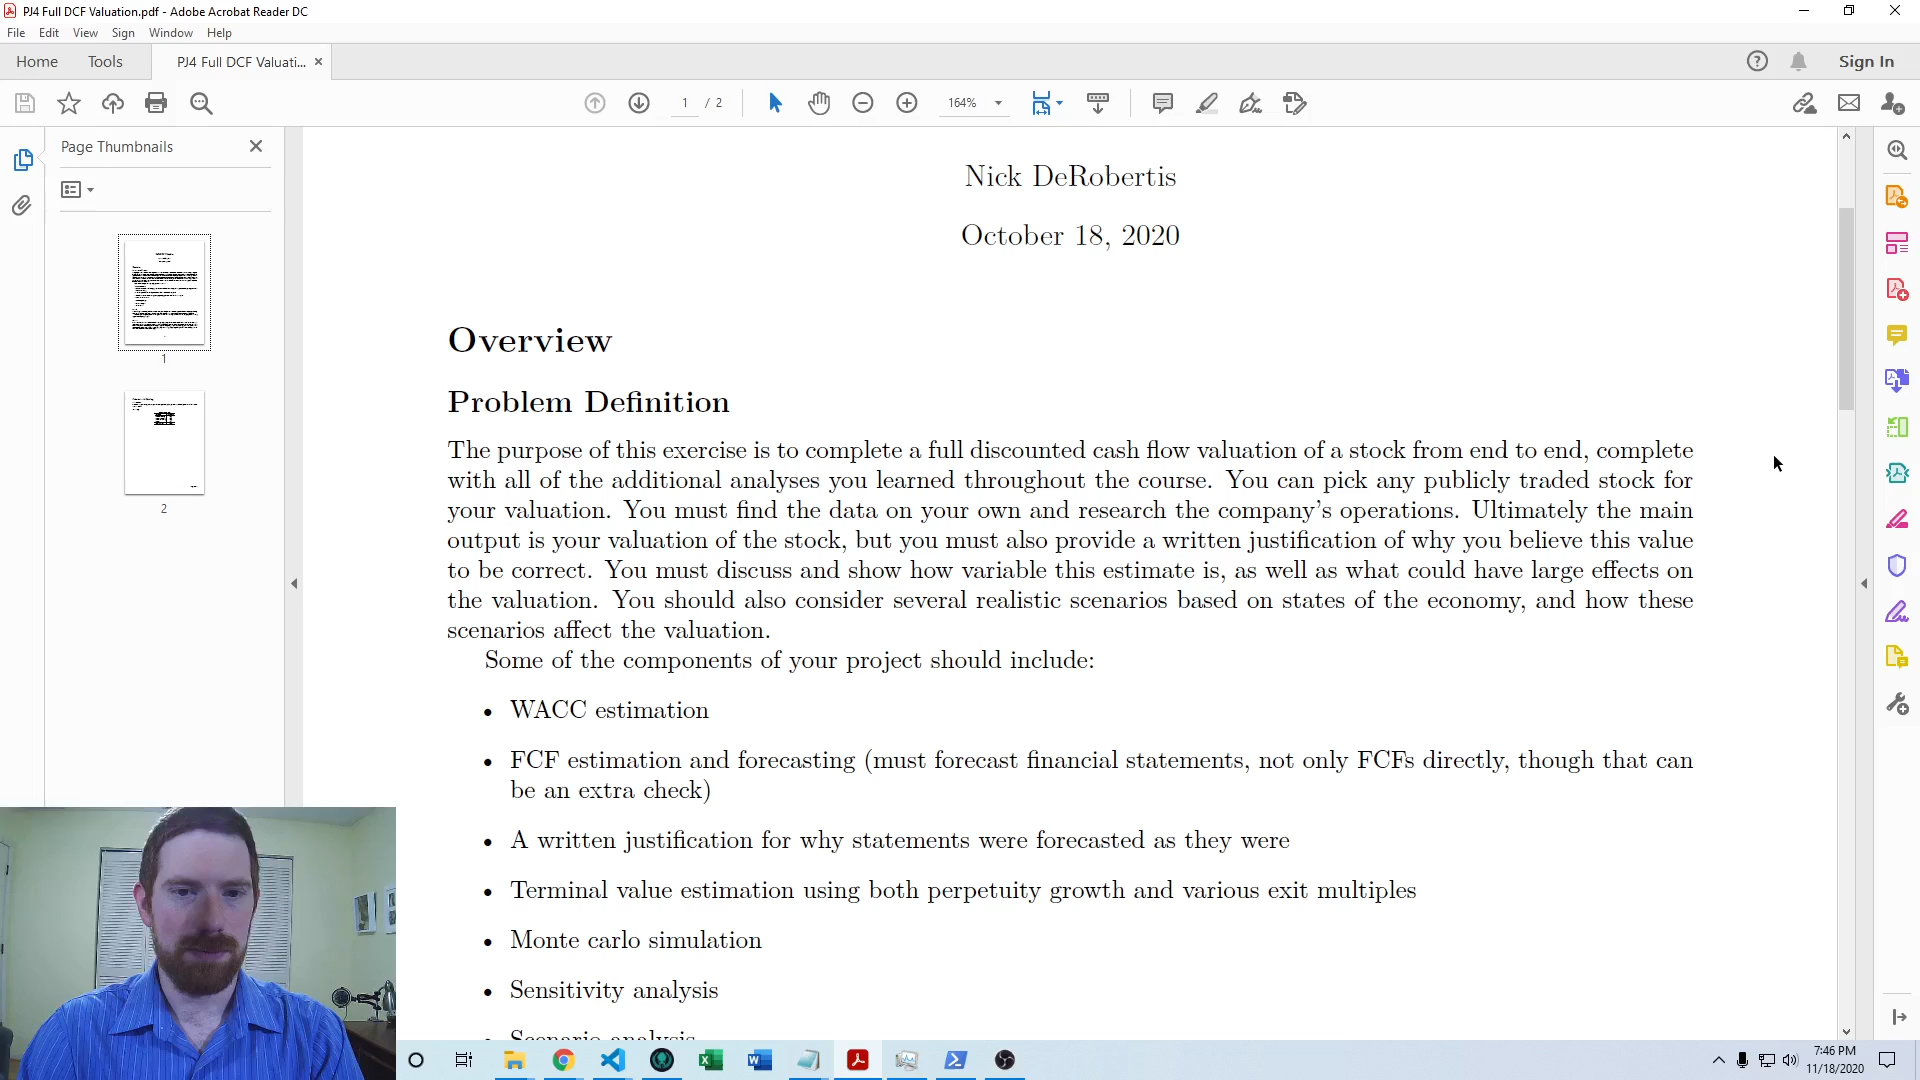 PJ4 Full DCF Valuation.pdf - Adobe Acrobat Reader DC
File Edit View Sign Window Help
Home Tools PJ4 Full DCF Valuati... Sign In
1 / 2 164%
Page Thumbnails
1
2
Nick DeRobertis
October 18, 2020
Overview
Problem Definition
The purpose of this exercise is to complete a full discounted cash flow valuation of a stock from end to end, complete
with all of the additional analyses you learned throughout the course. You can pick any publicly traded stock for
your valuation. You must find the data on your own and research the company's operations. Ultimately the main
output is your valuation of the stock, but you must also provide a written justification of why you believe this value
to be correct. You must discuss and show how variable this estimate is, as well as what could have large effects on
the valuation. You should also consider several realistic scenarios based on states of the economy, and how these
scenarios affect the valuation.
Some of the components of your project should include:
• WACC estimation
• FCF estimation and forecasting (must forecast financial statements, not only FCFs directly, though that can
be an extra check)
• A written justification for why statements were forecasted as they were
• Terminal value estimation using both perpetuity growth and various exit multiples
• Monte carlo simulation
• Sensitivity analysis
• Scenario analysis
7:46 PM
11/18/2020